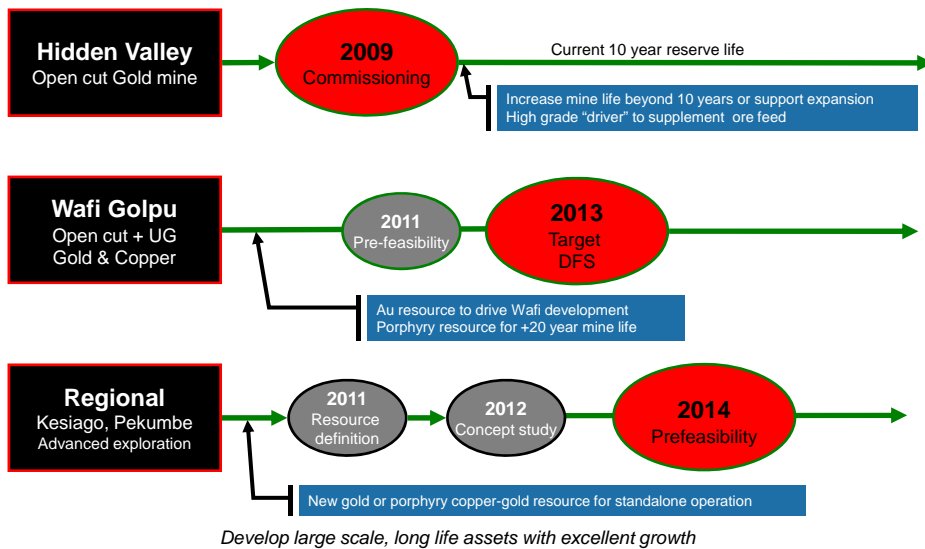 Hidden Valley
Open cut Gold mine
2009
Commissioning
Current 10 year reserve life
Increase mine life beyond 10 years or support expansion
High grade “driver” to supplement ore feed
Wafi Golpu
Open cut + UG
Gold & Copper
2011
Pre-feasibility
2013
Target
DFS
Au resource to drive Wafi development
Porphyry resource for +20 year mine life
Regional
Kesiago, Pekumbe
Advanced exploration
2011
Resource
definition
2012
Concept study
2014
Prefeasibility
New gold or porphyry copper-gold resource for standalone operation
Develop large scale, long life assets with excellent growth